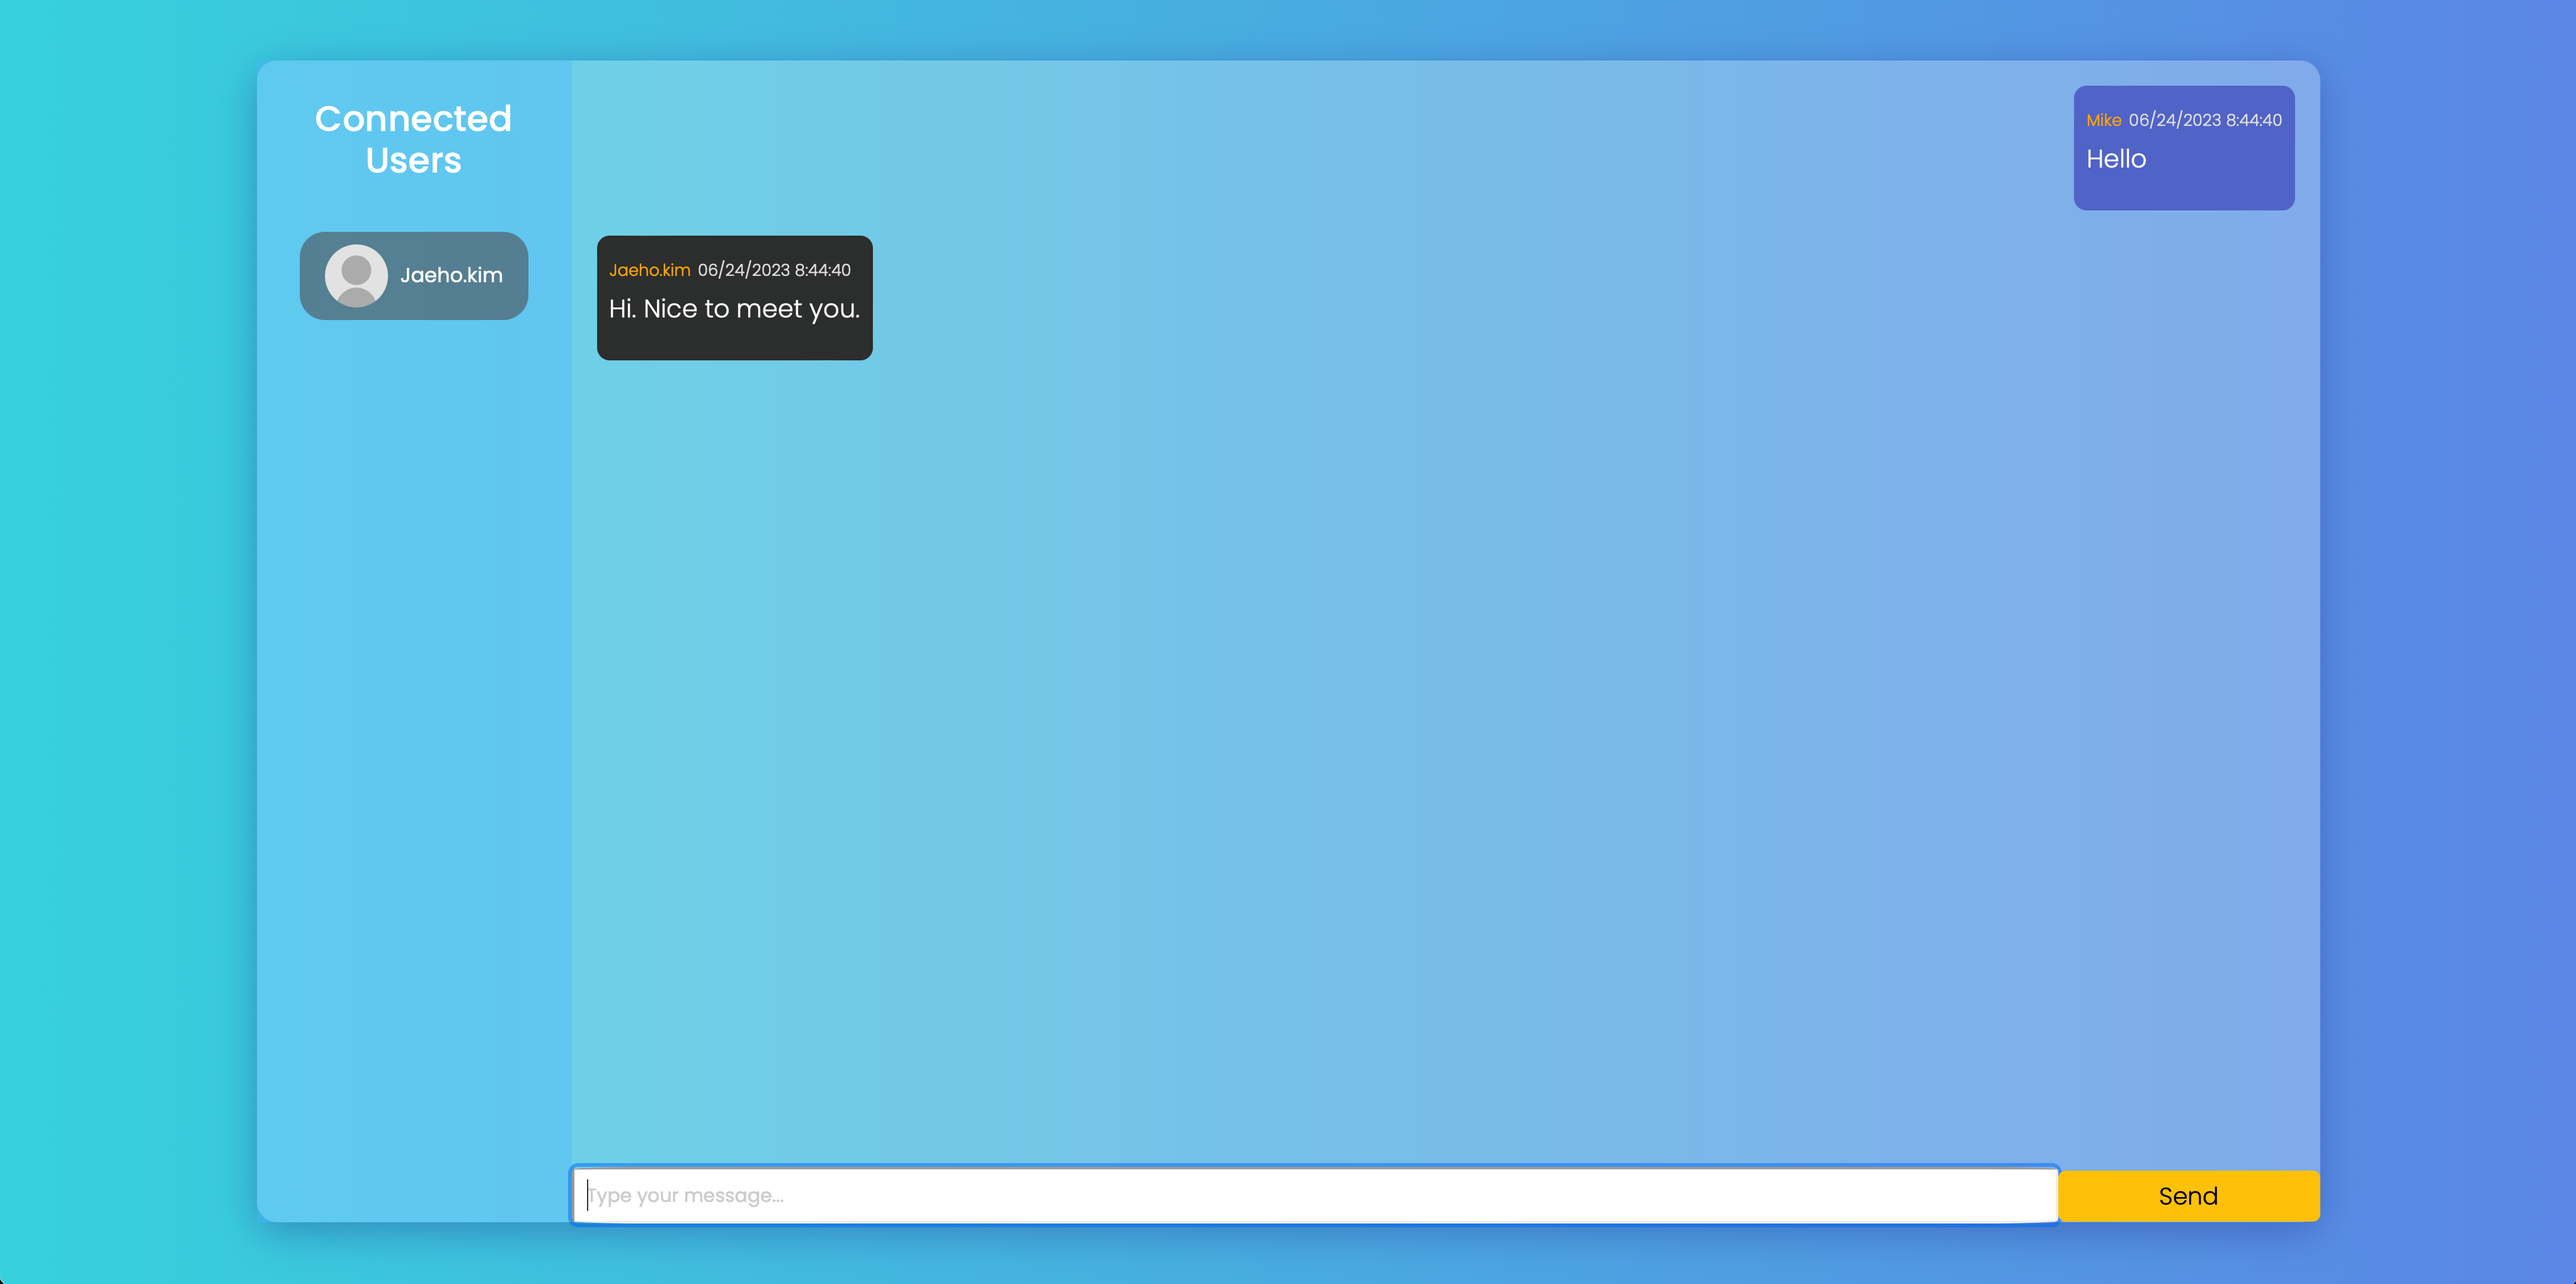 Connected
Users
Jaeho.kim
Mike 06/24/2023 8:44:40
Hello
Jaeho.kim 06/24/2023 8:44:40
Hi. Nice to meet you.
Type your message...
Send